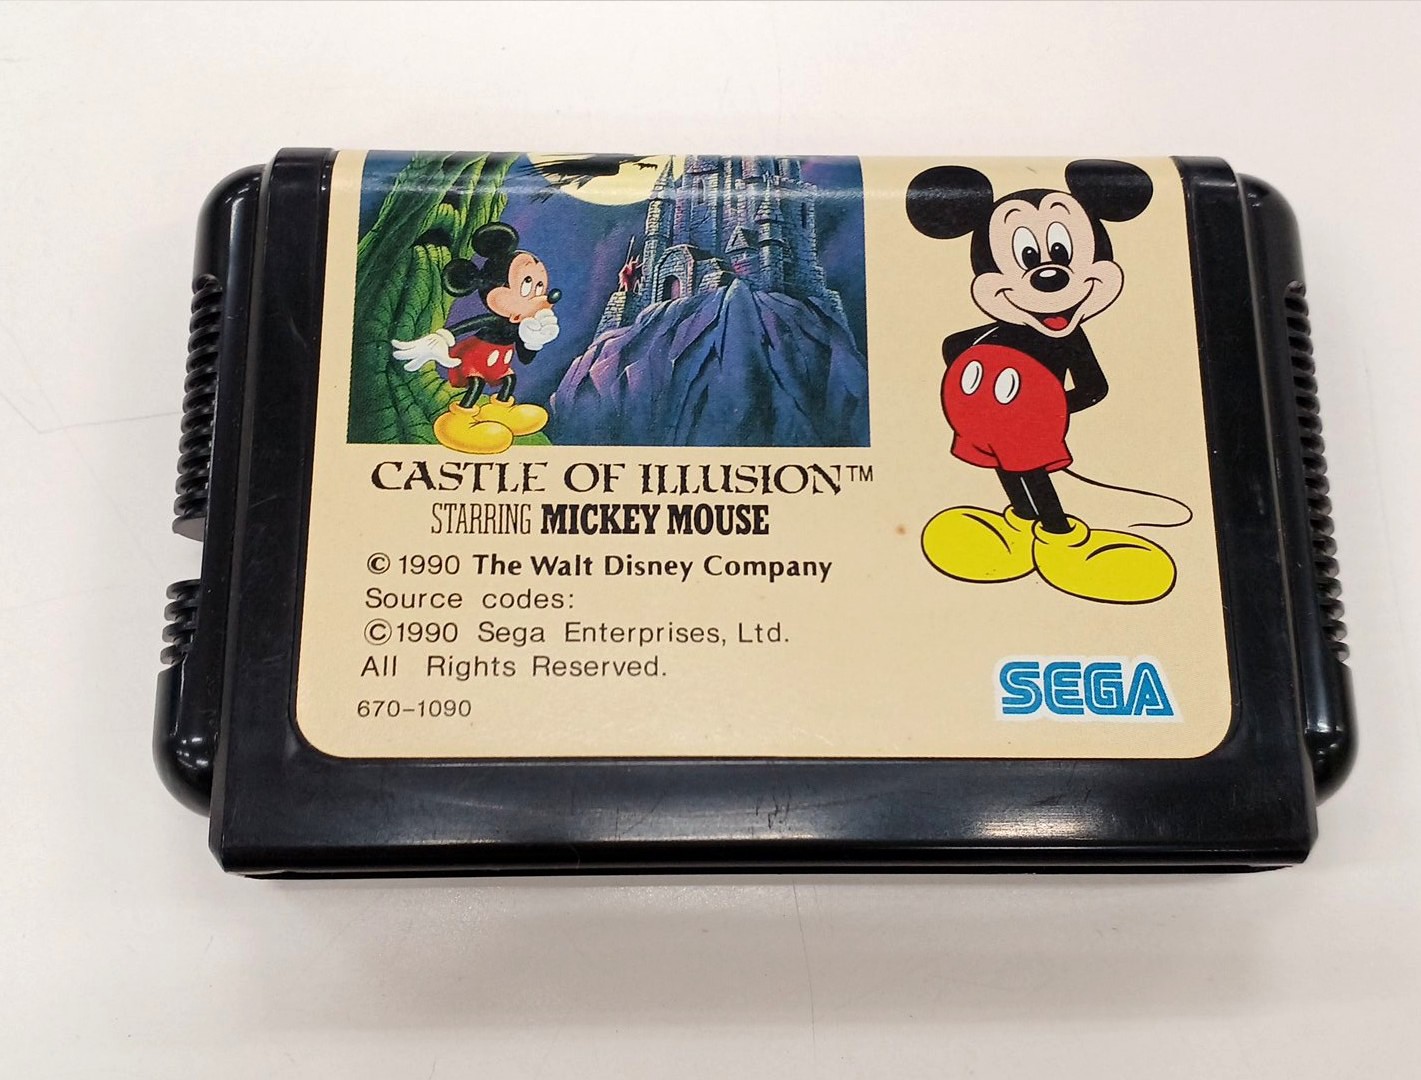 CASTLE OF ILLUSION™
STARRING MICKEY MOUSE
© 1990 The Walt Disney Company
Source codes:
©1990 Sega Enterprises, Ltd.
All Rights Reserved.
670-1090
SEGA